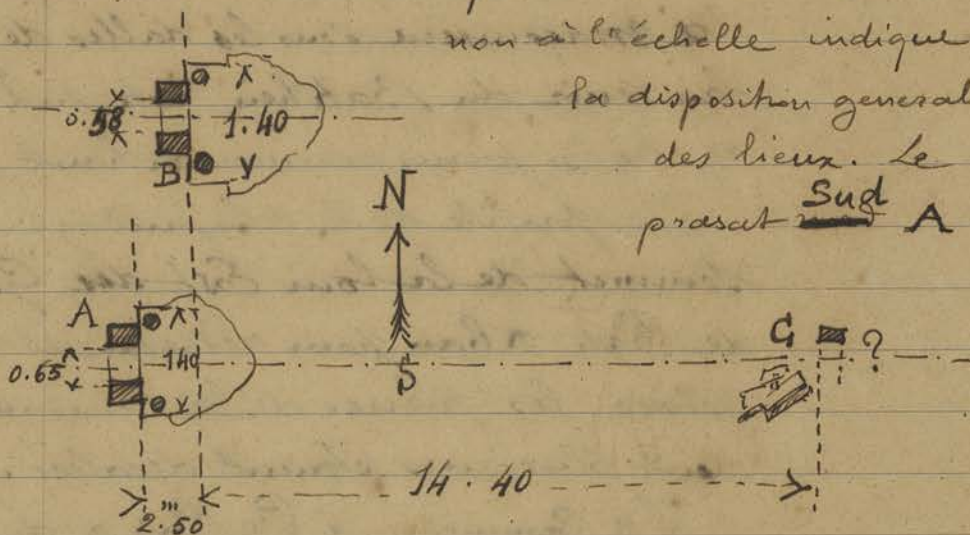 non à l'échelle indique
la disposition general
des lieux. Le
prasat Sud A
0.58
1.40
B
N
S
A
0.65
140
G ?
14.40
2.50